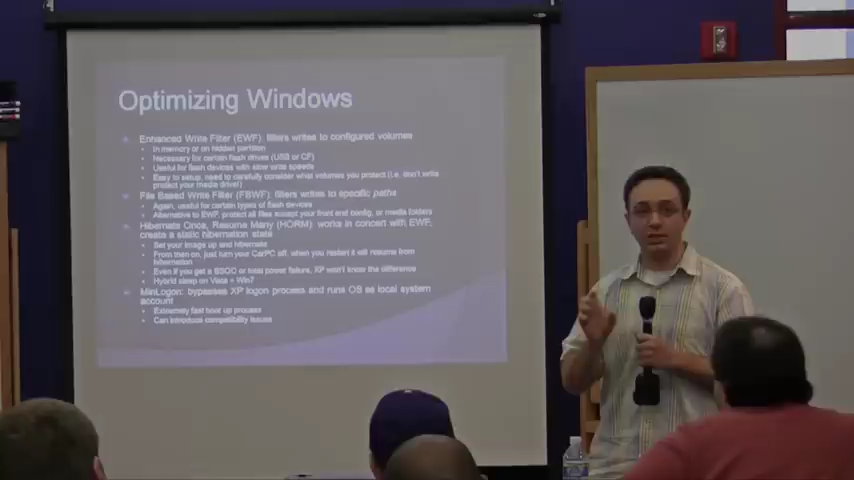 Optimizing Windows
Enhanced Write Filter (EWF): filters writes to configured volumes
In memory or on hidden partition
Necessary for certain flash drives (USB or CF)
Useful for flash devices with slow write speeds
Easy to setup, need to carefully consider what volumes you protect (i.e. don't write
protect your media drive!)
File Based Write Filter (FBWF): filters writes to specific paths
Again, useful for certain types of flash devices
Alternative to EWF, protect all files except your front end config, or media folders
Hibernate Once, Resume Many (HORM): works in concert with EWF,
create a static hibernation state
Set your image up and hibernate
From then on, just turn your CarPC off, when you restart it will resume from
hibernation
Even if you get a BSOC or total power failure, XP won't know the difference
Hybrid sleep on Vista + Win7
MinLogon: bypasses XP logon process and runs OS as local system
account
Extremely fast boot up process
Can introduce compatibility issues